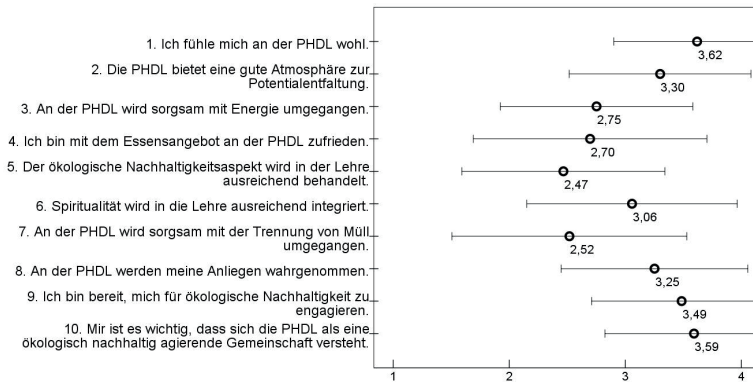 1. Ich fühle mich an der PHDL wohl.
3,62
2. Die PHDL bietet eine gute Atmosphäre zur
Potentialentfaltung.
3,30
3. An der PHDL wird sorgsam mit Energie umgegangen.
2,75
4. Ich bin mit dem Essensangebot an der PHDL zufrieden.
2,70
5. Der ökologische Nachhaltigkeitsaspekt wird in der Lehre
ausreichend behandelt.
2,47
6. Spiritualität wird in die Lehre ausreichend integriert.
3,06
7. An der PHDL wird sorgsam mit der Trennung von Müll
umgegangen.
2,52
8. An der PHDL werden meine Anliegen wahrgenommen.
3,25
9. Ich bin bereit, mich für ökologische Nachhaltigkeit zu
engagieren.
3,49
10. Mir ist es wichtig, dass sich die PHDL als eine
ökologisch nachhaltig agierende Gemeinschaft versteht.
3,59
1 2 3 4